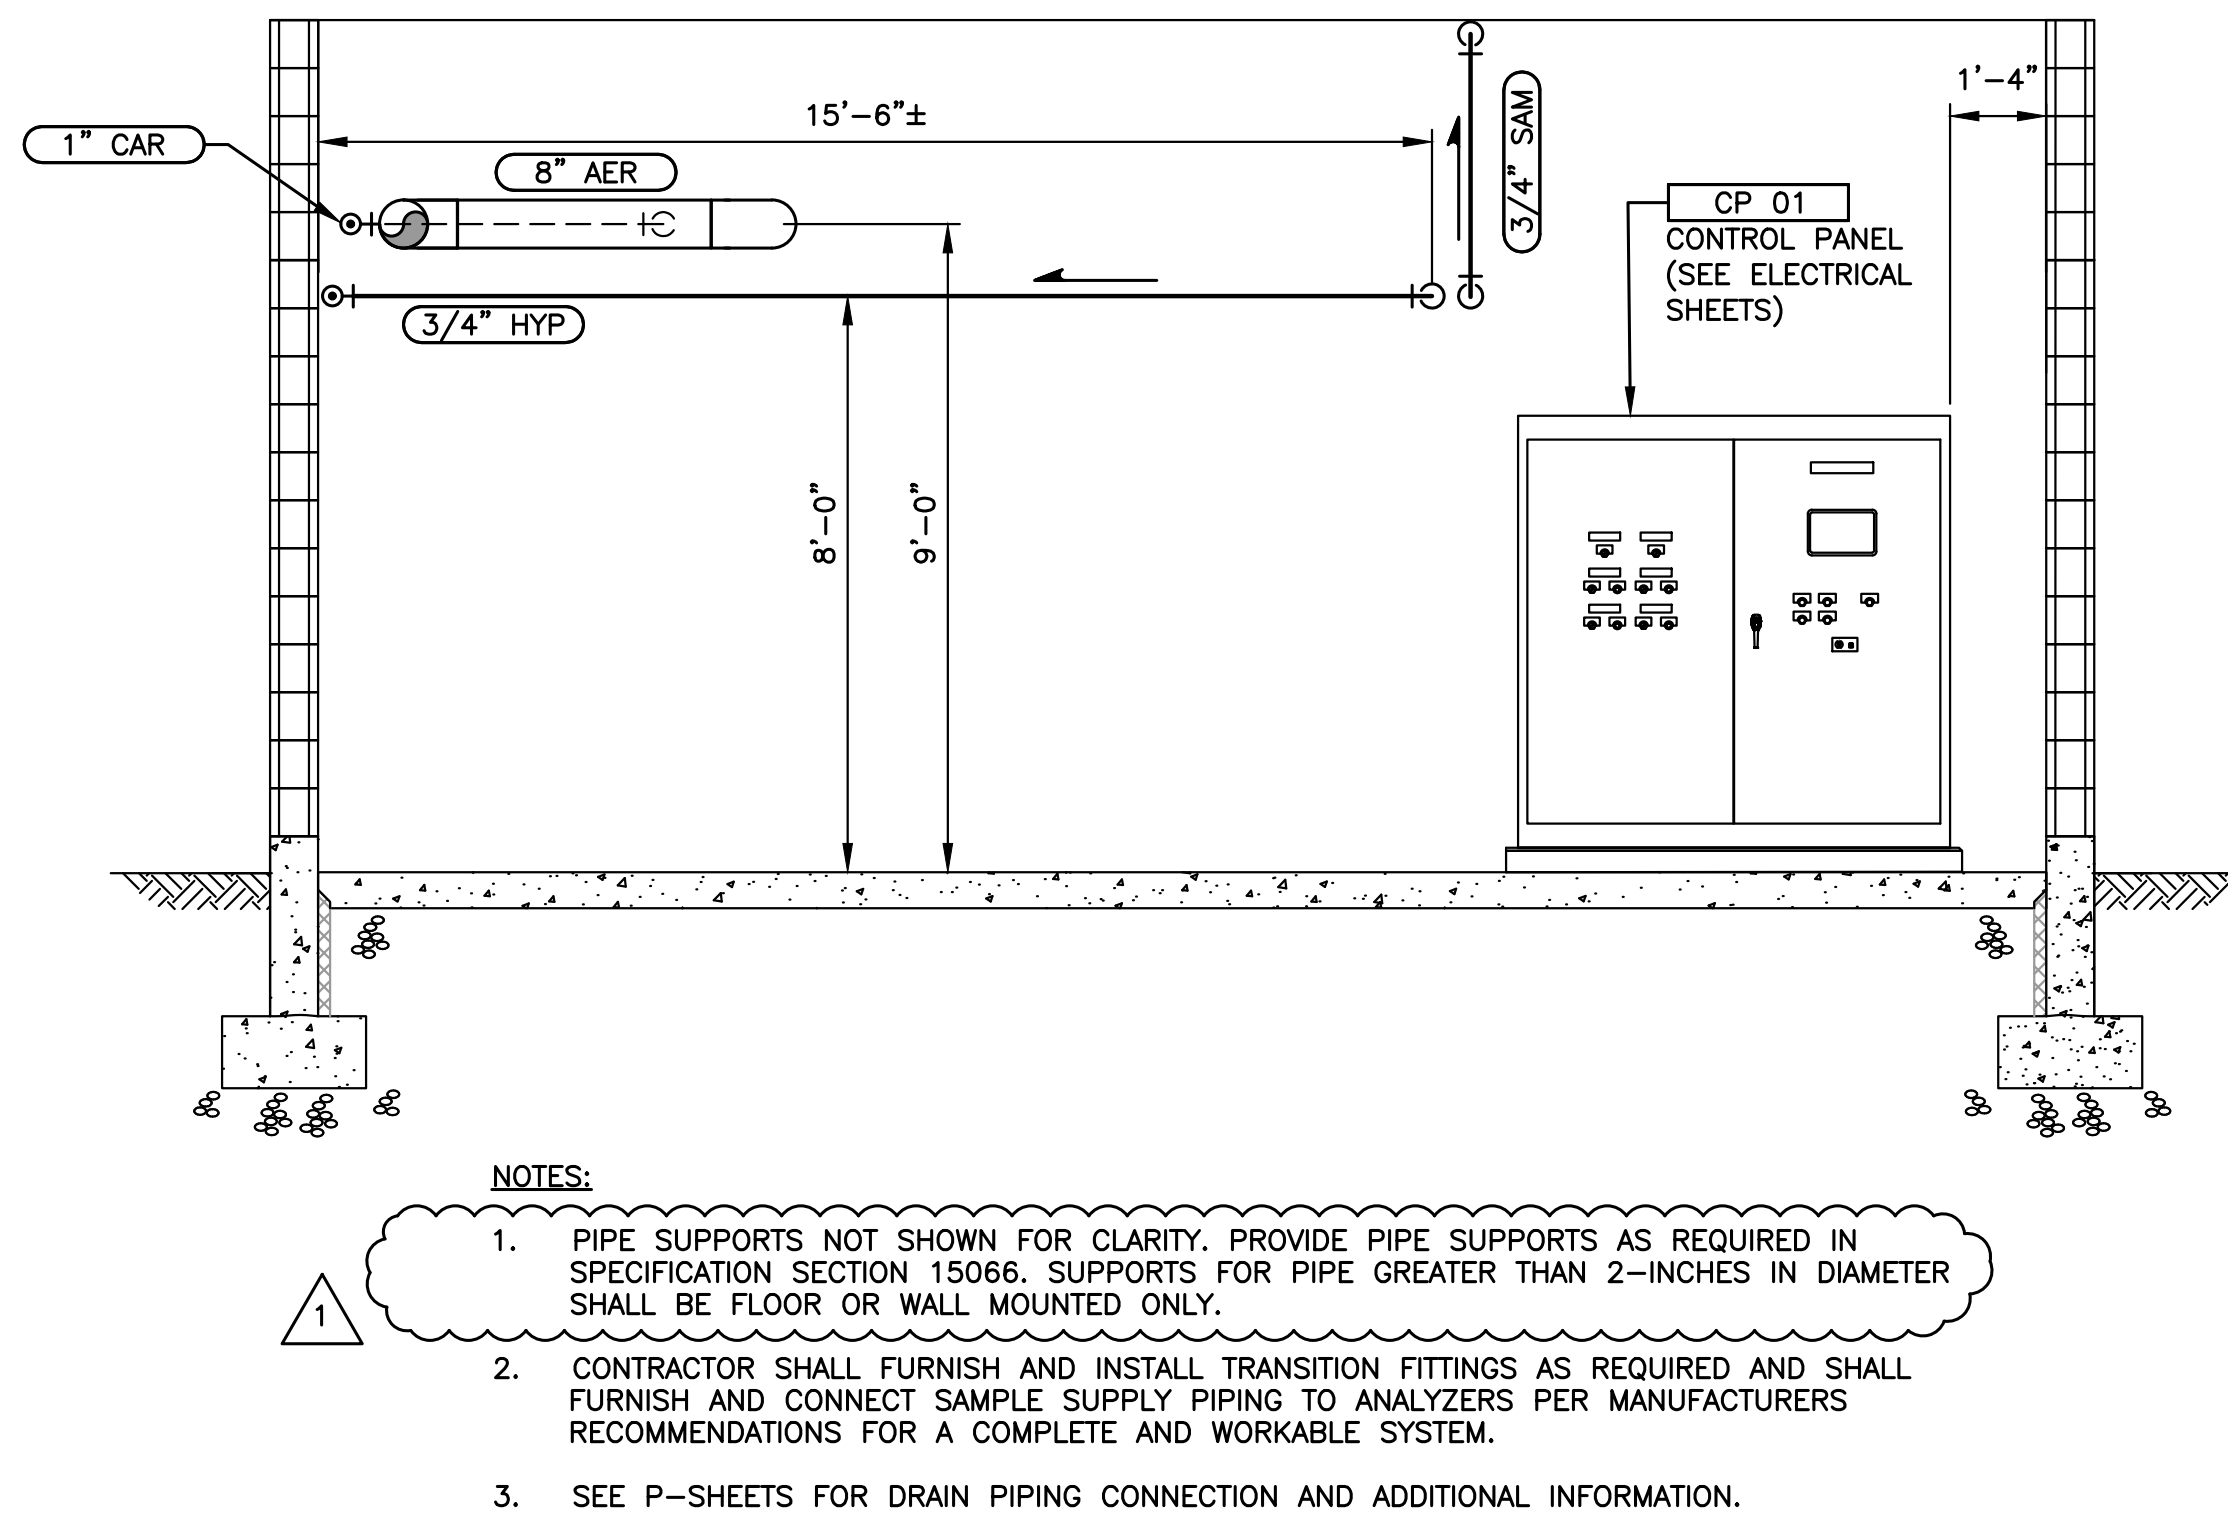 15'-6"±
1'-4"
1" CAR
8" AER
3/4" SAM
CP 01
CONTROL PANEL
(SEE ELECTRICAL
SHEETS)
3/4" HYP
8'-0"
9'-0"
NOTES:
1. PIPE SUPPORTS NOT SHOWN FOR CLARITY. PROVIDE PIPE SUPPORTS AS REQUIRED IN
SPECIFICATION SECTION 15066. SUPPORTS FOR PIPE GREATER THAN 2-INCHES IN DIAMETER
SHALL BE FLOOR OR WALL MOUNTED ONLY.
1
2. CONTRACTOR SHALL FURNISH AND INSTALL TRANSITION FITTINGS AS REQUIRED AND SHALL
FURNISH AND CONNECT SAMPLE SUPPLY PIPING TO ANALYZERS PER MANUFACTURERS
RECOMMENDATIONS FOR A COMPLETE AND WORKABLE SYSTEM.
3. SEE P-SHEETS FOR DRAIN PIPING CONNECTION AND ADDITIONAL INFORMATION.